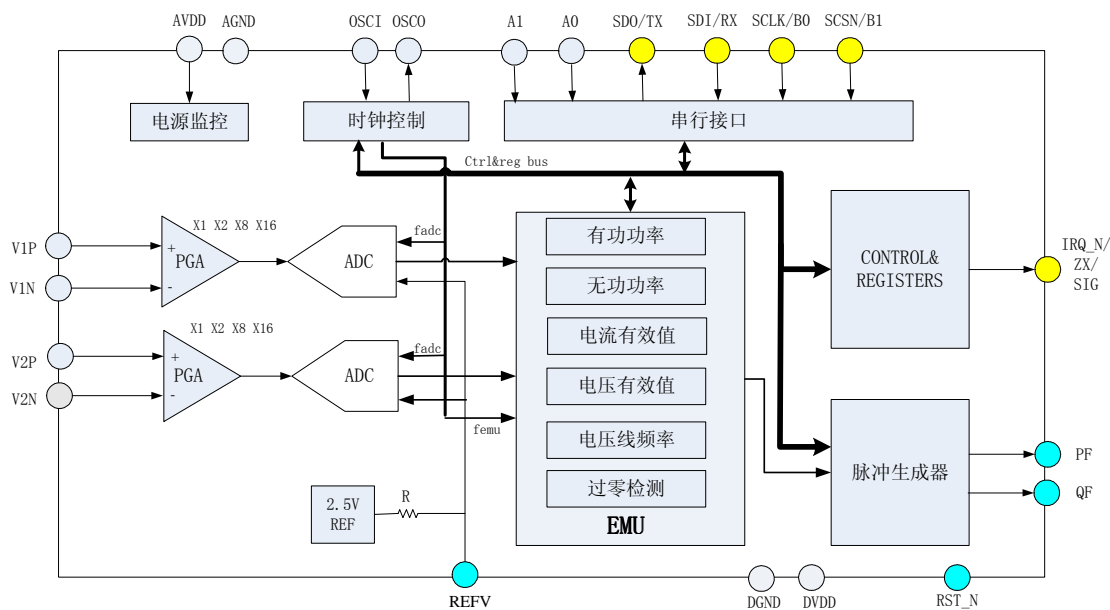 AVDD
AGND
OSCI
OSCO
A1
A0
SDO/TX
SDI/RX
SCLK/B0
SCSN/B1
电源监控
时钟控制
串行接口
Ctrl&reg bus
V1P
V1N
X1 X2 X8 X16
+
PGA
-
ADC
fadc
V2P
V2N
X1 X2 X8 X16
+
PGA
-
ADC
fadc
femu
2.5V
REF
R
REFV
有功功率
无功功率
电流有效值
电压有效值
电压线频率
过零检测
EMU
CONTROL&
REGISTERS
IRQ_N/
ZX/
SIG
脉冲生成器
PF
QF
DGND
DVDD
RST_N